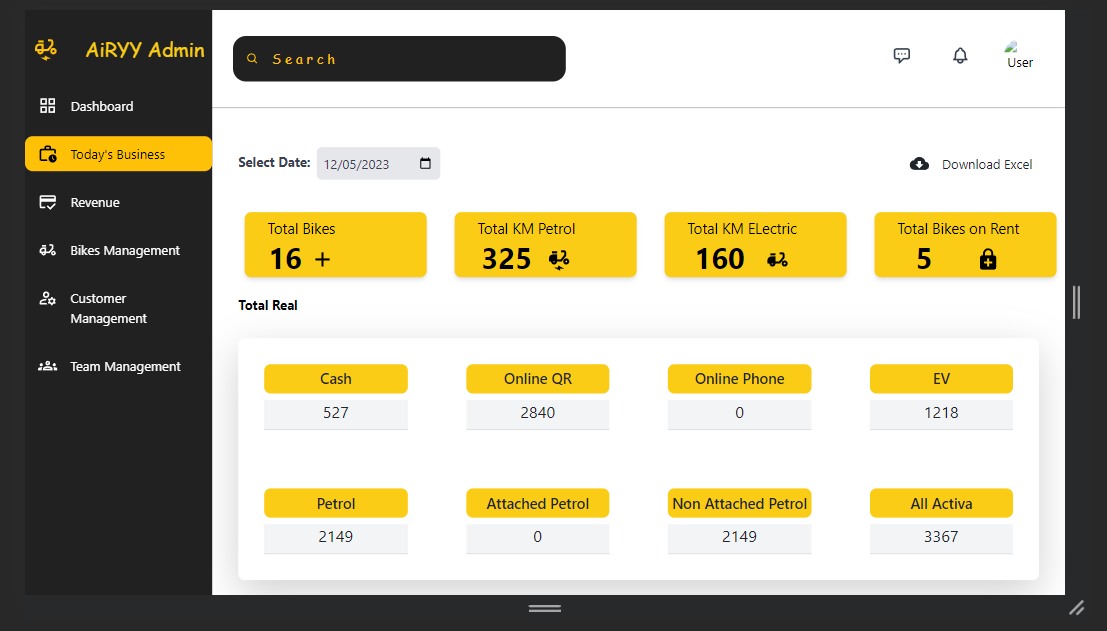 AiRYY Admin
Search
User
Dashboard
Today's Business
Revenue
Bikes Management
Customer
Management
Team Management
Select Date: 12/05/2023
Download Excel
Total Bikes
16 +
Total KM Petrol
325
Total KM ELectric
160
Total Bikes on Rent
5
Total Real
Cash
527
Online QR
2840
Online Phone
0
EV
1218
Petrol
2149
Attached Petrol
0
Non Attached Petrol
2149
All Activa
3367